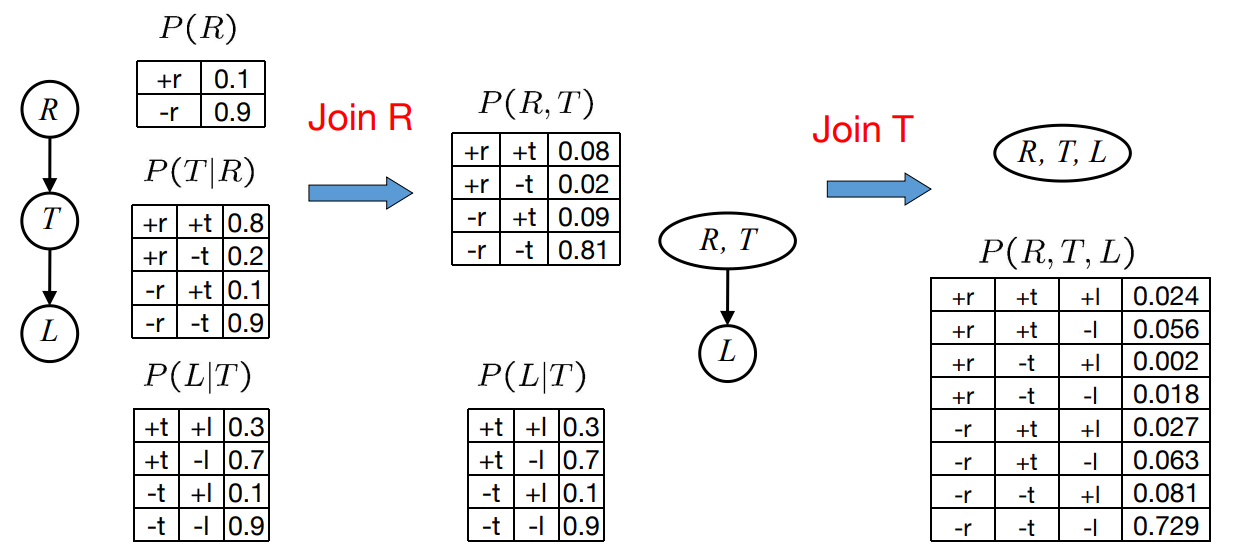 P(R)
+r 0.1
-r 0.9
R
T
L
P(T|R)
+r +t 0.8
+r -t 0.2
-r +t 0.1
-r -t 0.9
P(L|T)
+t +l 0.3
+t -l 0.7
-t +l 0.1
-t -l 0.9
Join R
P(R, T)
+r +t 0.08
+r -t 0.02
-r +t 0.09
-r -t 0.81
P(L|T)
+t +l 0.3
+t -l 0.7
-t +l 0.1
-t -l 0.9
R, T
L
Join T
R, T, L
P(R, T, L)
+r +t +l 0.024
+r +t -l 0.056
+r -t +l 0.002
+r -t -l 0.018
-r +t +l 0.027
-r +t -l 0.063
-r -t +l 0.081
-r -t -l 0.729